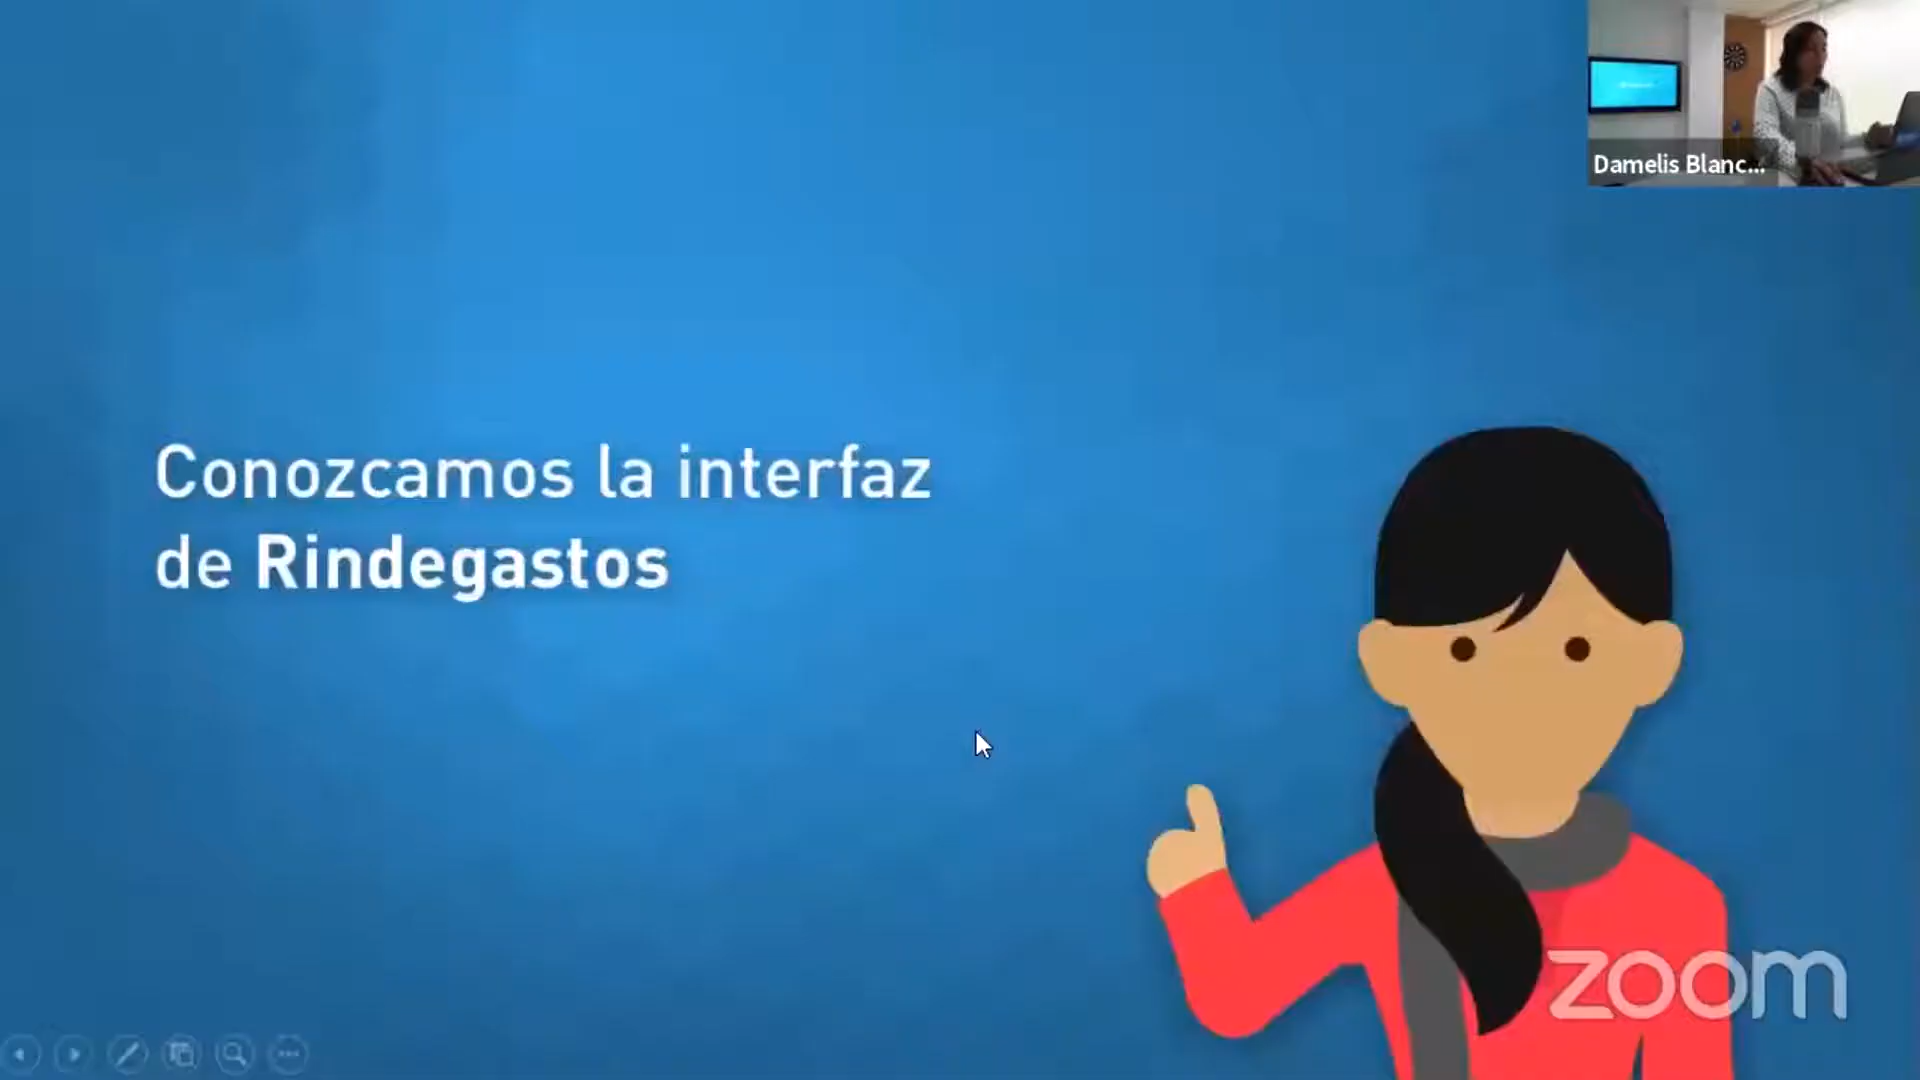 Damelis Blanc...
Conozcamos la interfaz
de Rindegastos
zoom